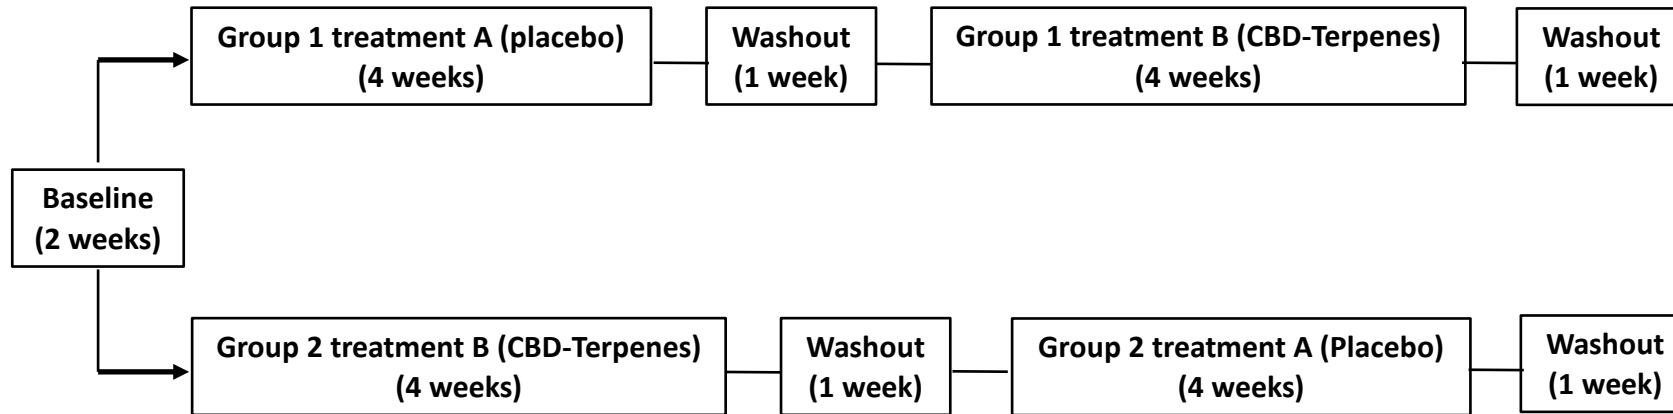 Group 1 treatment A (placebo)
(4 weeks)
Washout
(1 week)
Group 1 treatment B (CBD-Terpenes)
(4 weeks)
Washout
(1 week)
Baseline
(2 weeks)
Group 2 treatment B (CBD-Terpenes)
(4 weeks)
Washout
(1 week)
Group 2 treatment A (Placebo)
(4 weeks)
Washout
(1 week)